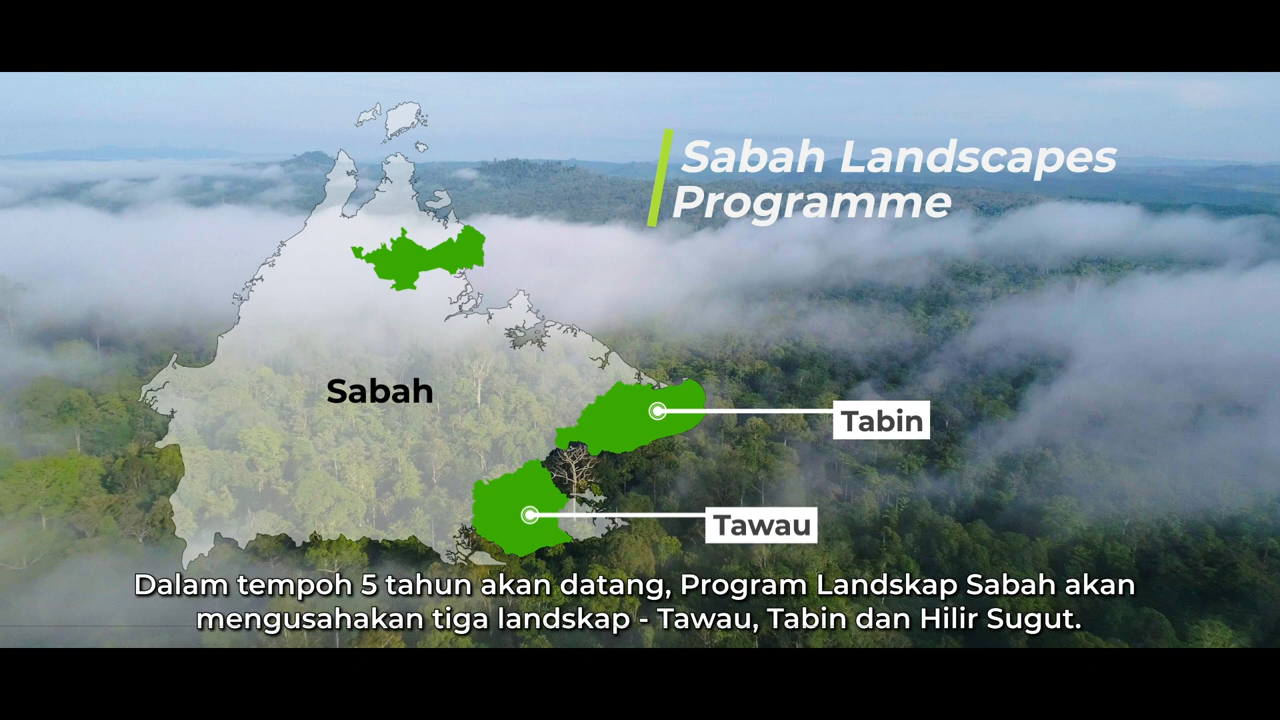 Sabah Landscapes
Programme
Sabah
Tabin
Tawau
Dalam tempoh 5 tahun akan datang, Program Landskap Sabah akan
mengusahakan tiga landskap - Tawau, Tabin dan Hilir Sugut.